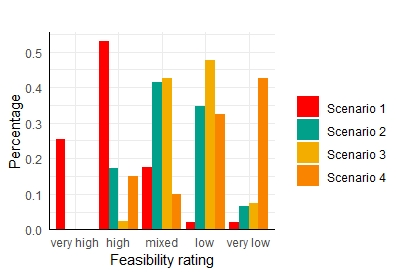 Percentage
0.5
0.4
0.3
0.2
0.1
0.0
very high high mixed low very low
Feasibility rating
Scenario 1
Scenario 2
Scenario 3
Scenario 4